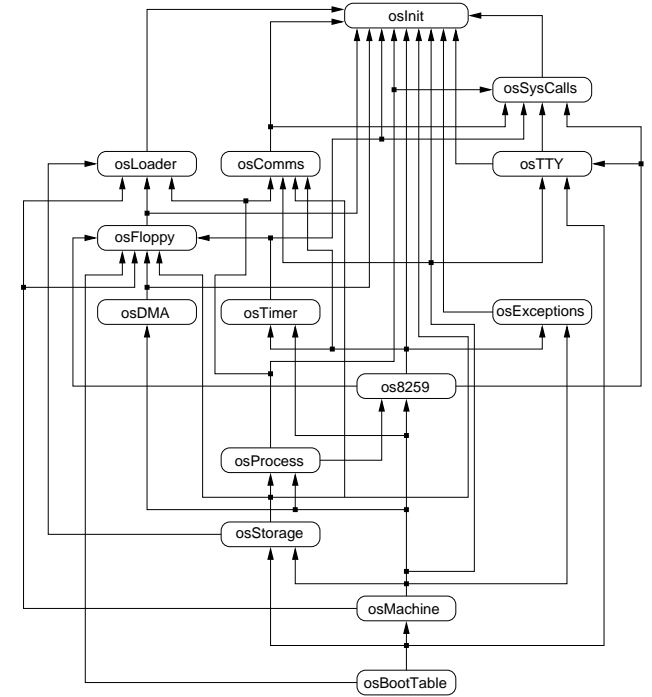 osInit
osSysCalls
osLoader
osComms
osTTY
osFloppy
osDMA
osTimer
osExceptions
os8259
osProcess
osStorage
osMachine
osBootTable